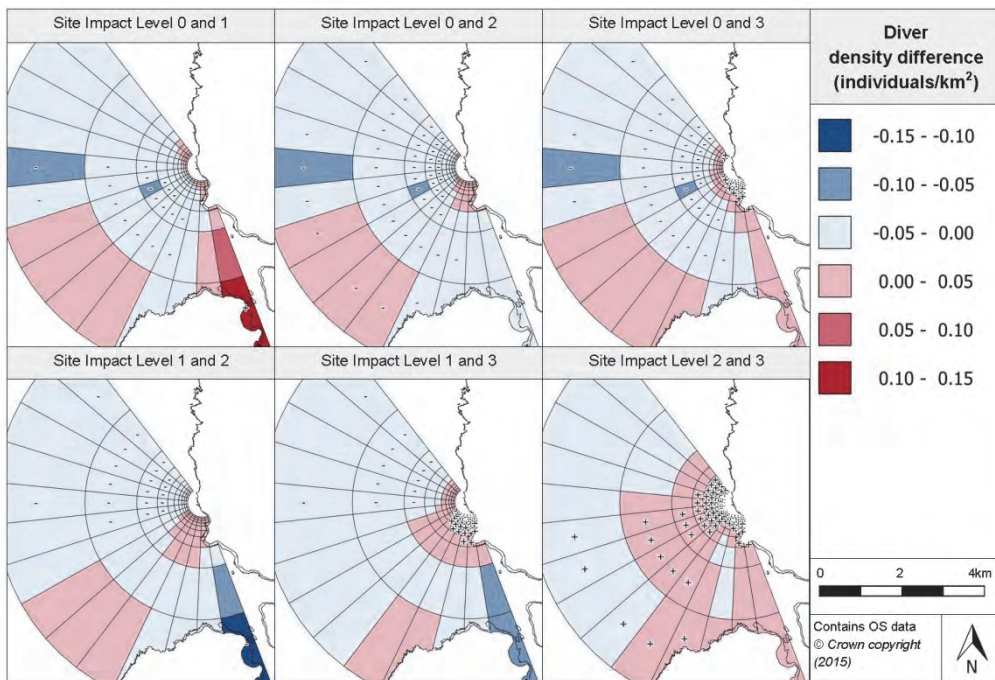 Site Impact Level 0 and 1
Site Impact Level 0 and 2
Site Impact Level 0 and 3
Site Impact Level 1 and 2
Site Impact Level 1 and 3
Site Impact Level 2 and 3
Diver
density difference
(individuals/km²)
-0.15 - -0.10
-0.10 - -0.05
-0.05 - 0.00
0.00 - 0.05
0.05 - 0.10
0.10 - 0.15
0 2 4km
Contains OS data
© Crown copyright
(2015)
N